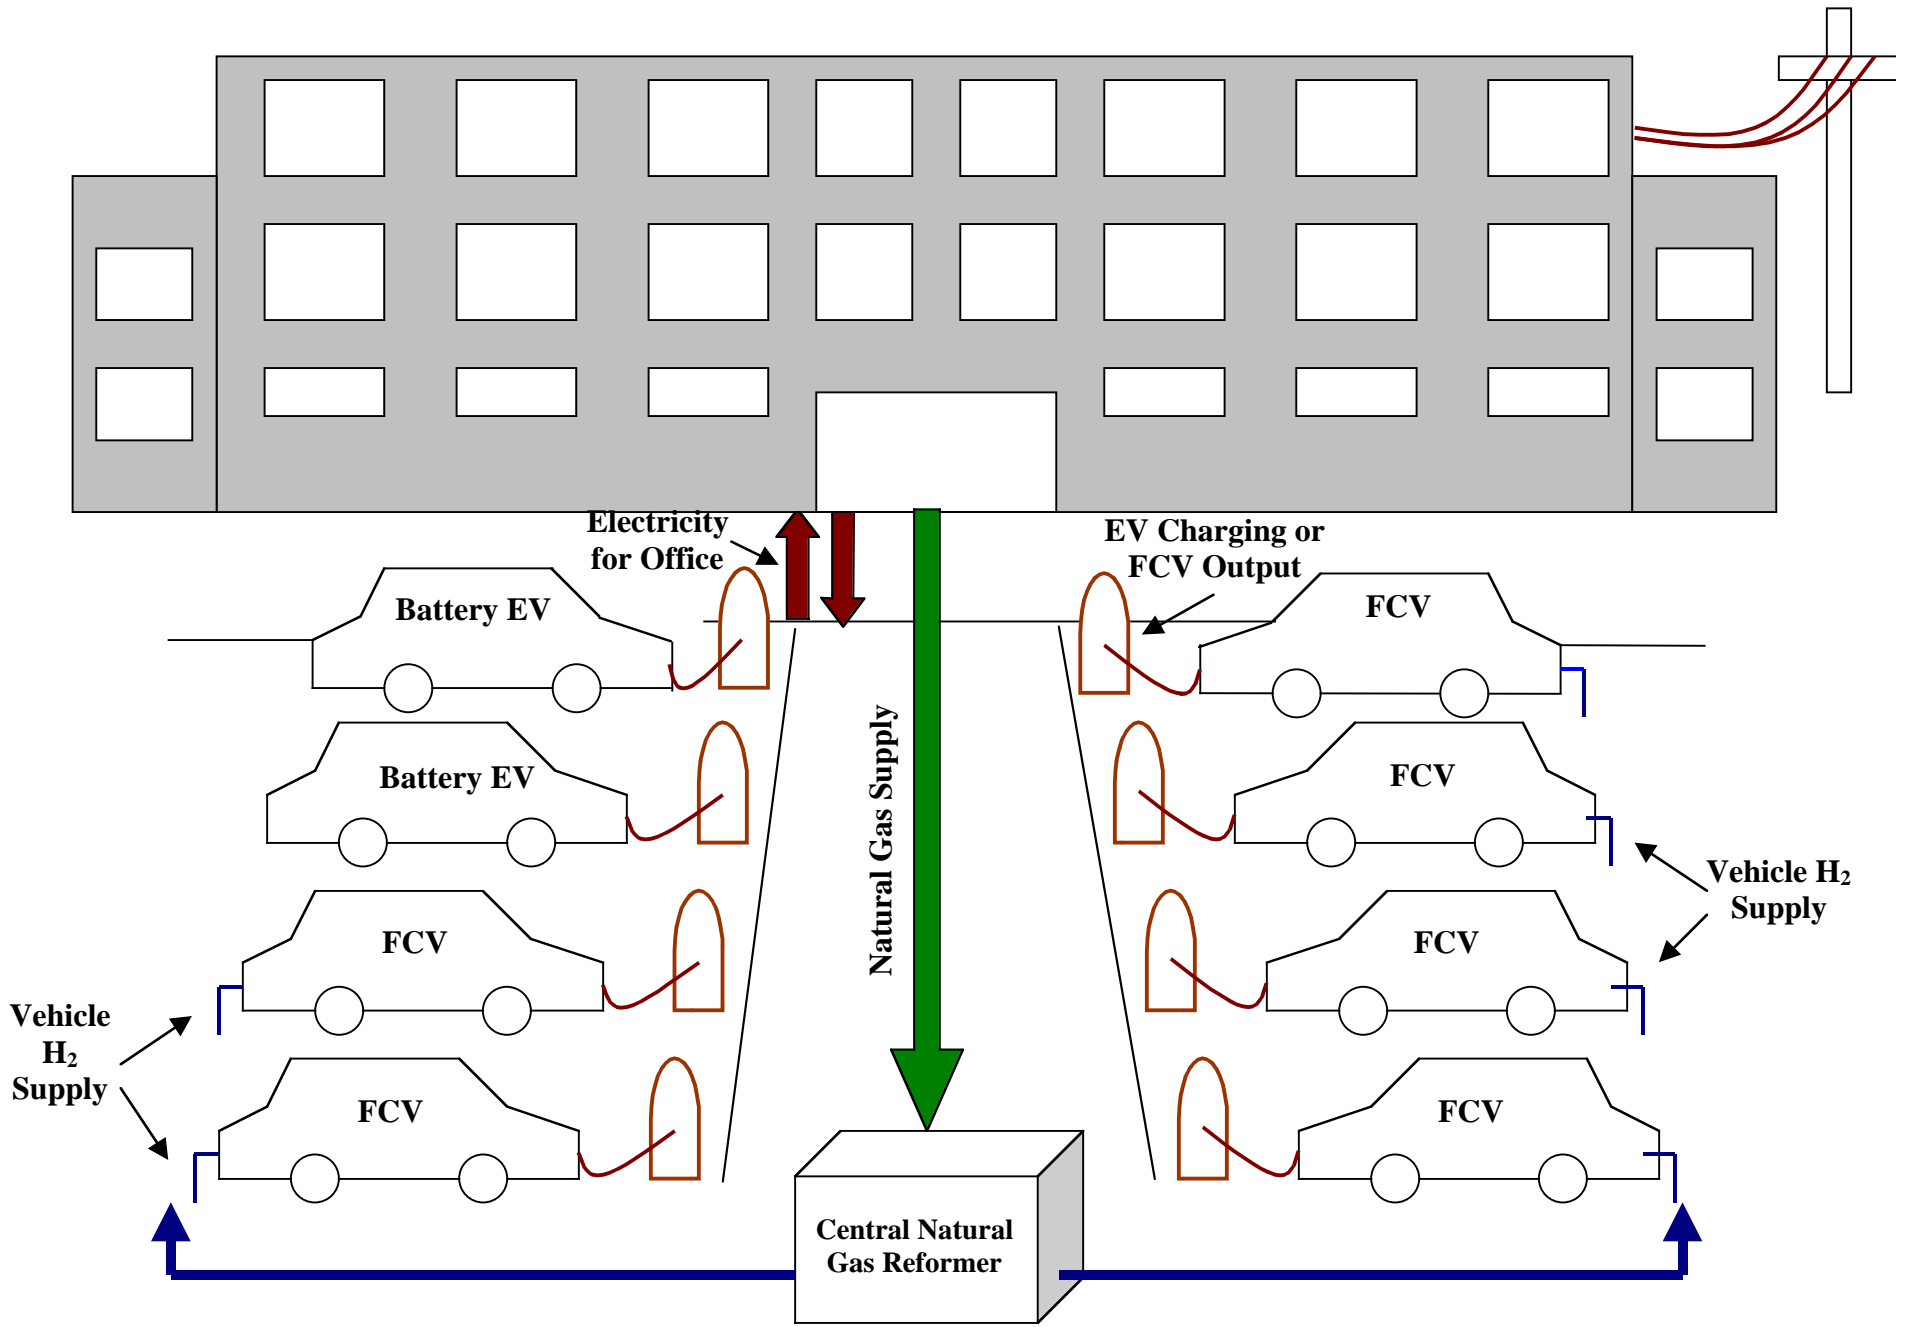 Electricity
for Office
EV Charging or
FCV Output
Battery EV
FCV
Battery EV
FCV
Natural Gas Supply
Vehicle H₂
Supply
FCV
FCV
Vehicle
H₂
Supply
FCV
FCV
Central Natural
Gas Reformer